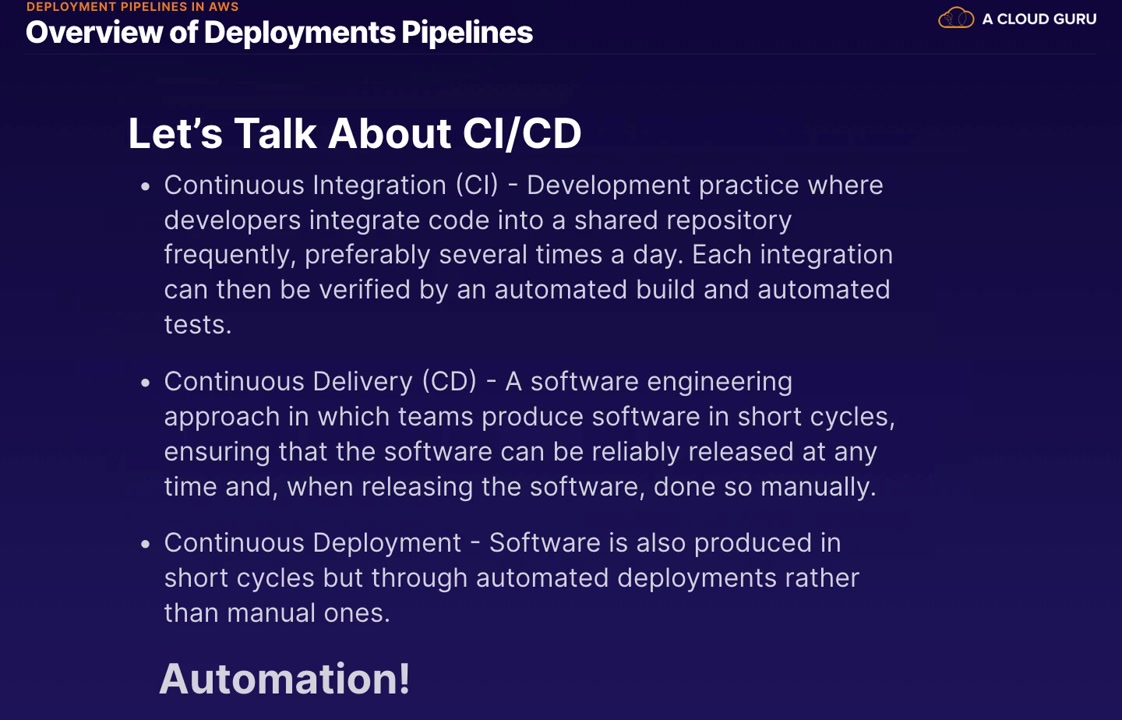 DEPLOYMENT PIPELINES IN AWS
Overview of Deployments Pipelines
A CLOUD GURU
Let’s Talk About CI/CD
• Continuous Integration (CI) - Development practice where
developers integrate code into a shared repository
frequently, preferably several times a day. Each integration
can then be verified by an automated build and automated
tests.
• Continuous Delivery (CD) - A software engineering
approach in which teams produce software in short cycles,
ensuring that the software can be reliably released at any
time and, when releasing the software, done so manually.
• Continuous Deployment - Software is also produced in
short cycles but through automated deployments rather
than manual ones.
Automation!